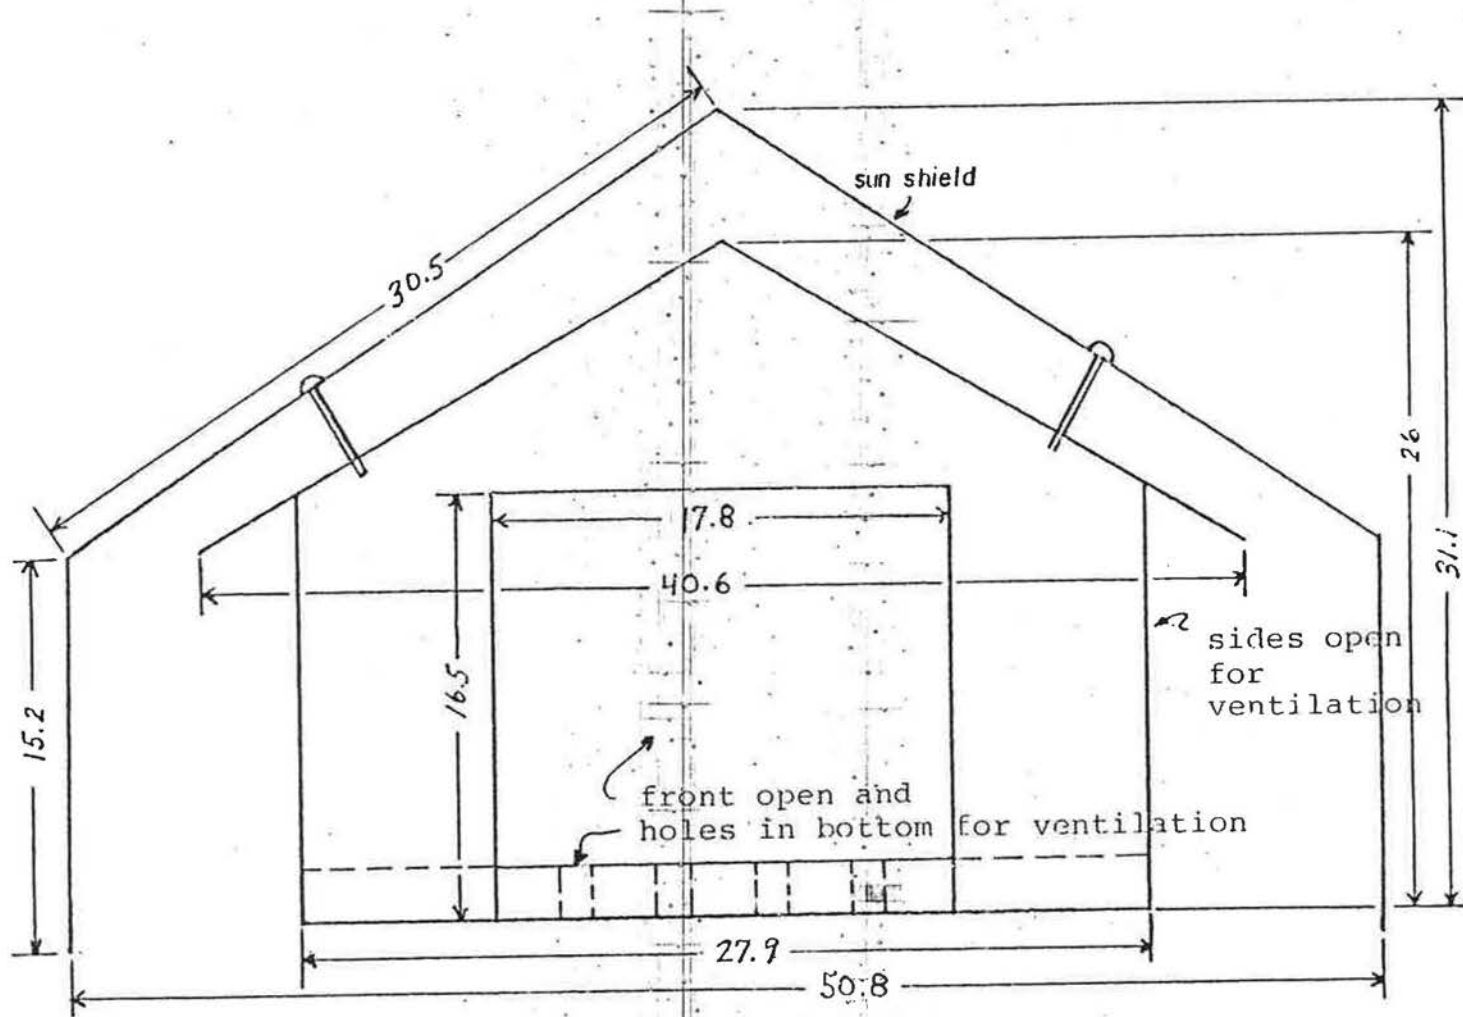 sun shield
30.5
26
17.8
31.1
40.6
sides open
for
ventilation
16.5
15.2
front open and
holes in bottom for ventilation
27.9
50.8